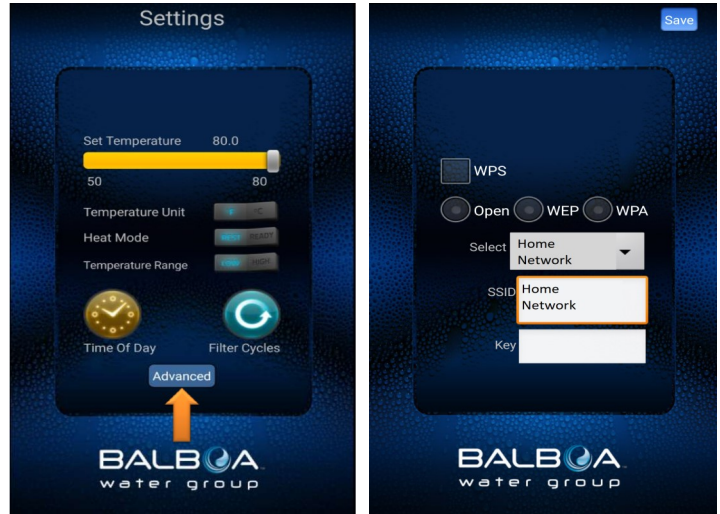 Settings
Set Temperature 80.0
50 80
Temperature Unit F °C
Heat Mode REST READY
Temperature Range HIGH
Time Of Day Filter Cycles
Advanced
BALBOA
water group
Save
WPS
Open WEP WPA
Select Home
Network
SSID Home
Network
Key
BALBOA
water group